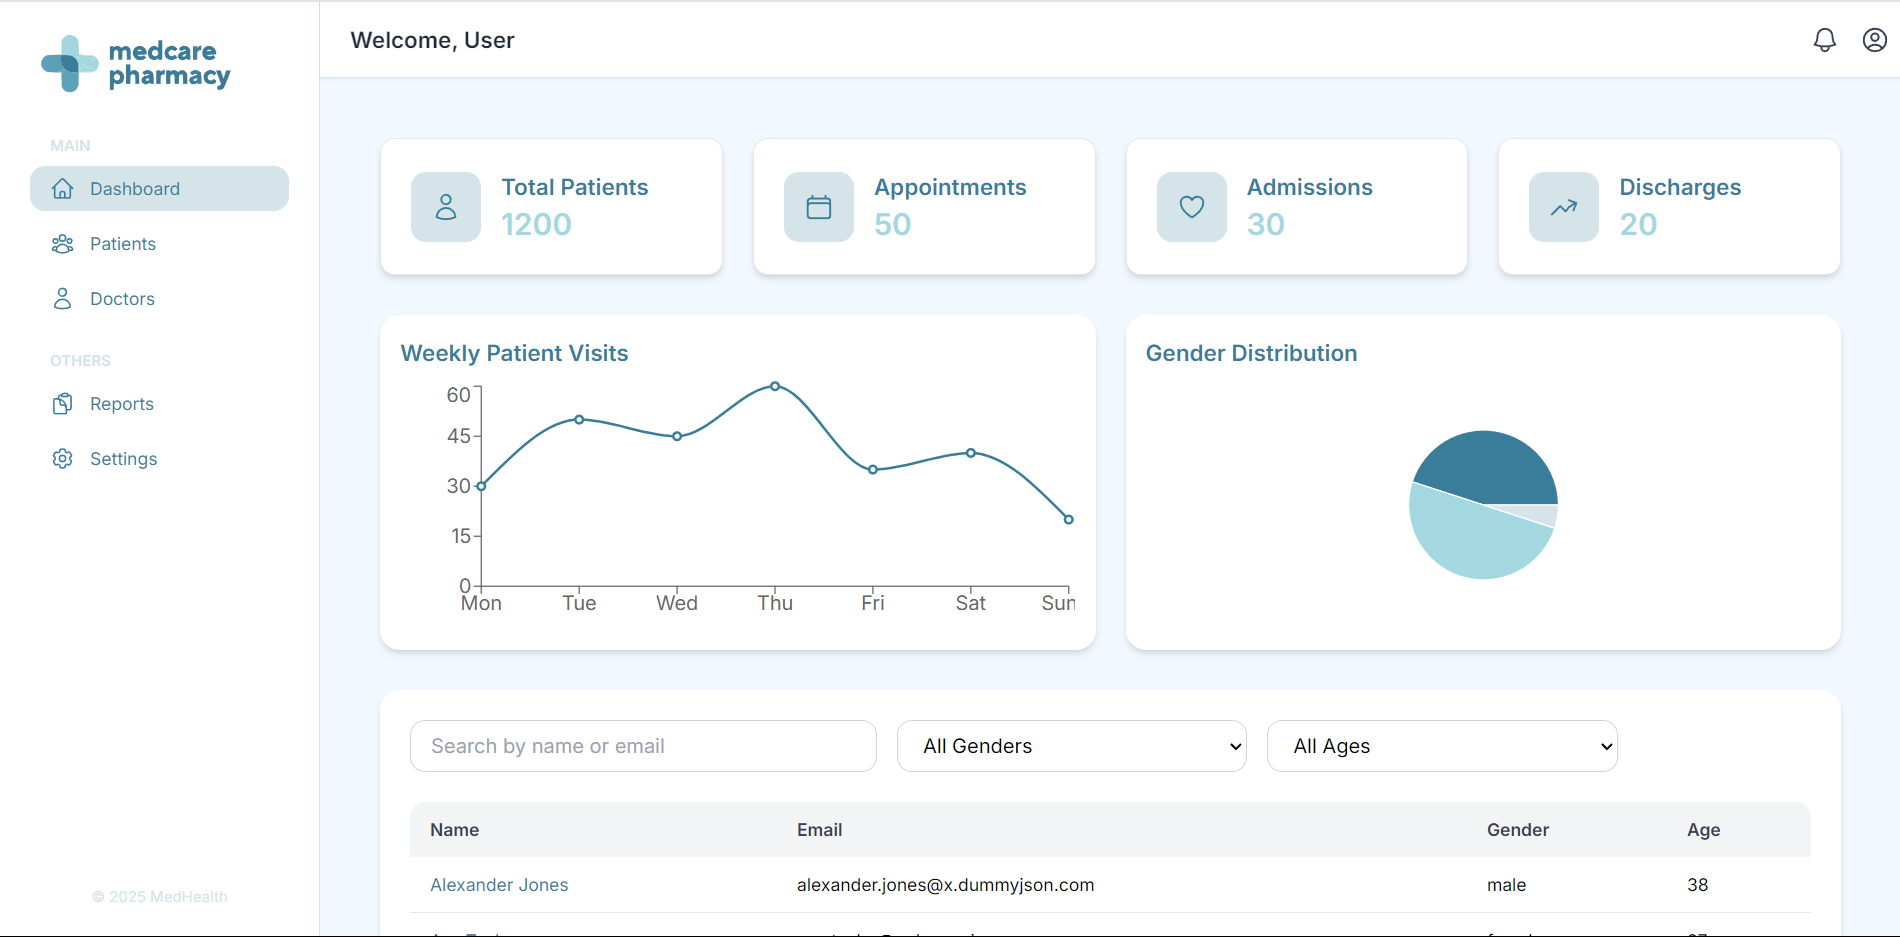 medcare
pharmacy
MAIN
Dashboard
Patients
Doctors
OTHERS
Reports
Settings
© 2025 MedHealth
Welcome, User
Total Patients
1200
Appointments
50
Admissions
30
Discharges
20
Weekly Patient Visits
60
45
30
15
0
Mon Tue Wed Thu Fri Sat Sun
Gender Distribution
Search by name or email All Genders All Ages
Name Email Gender Age
Alexander Jones alexander.jones@x.dummyjson.com male 38